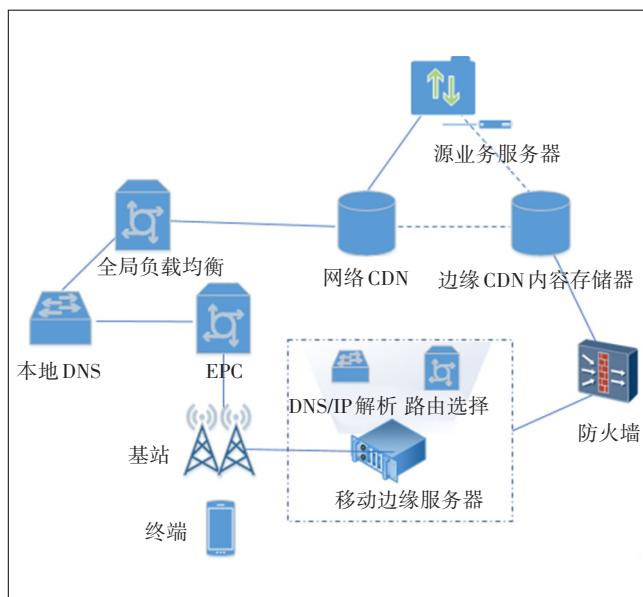 源业务服务器
全局负载均衡
网络CDN
边缘CDN内容存储器
本地DNS
EPC
DNS/IP解析 路由选择
防火墙
基站
移动边缘服务器
终端